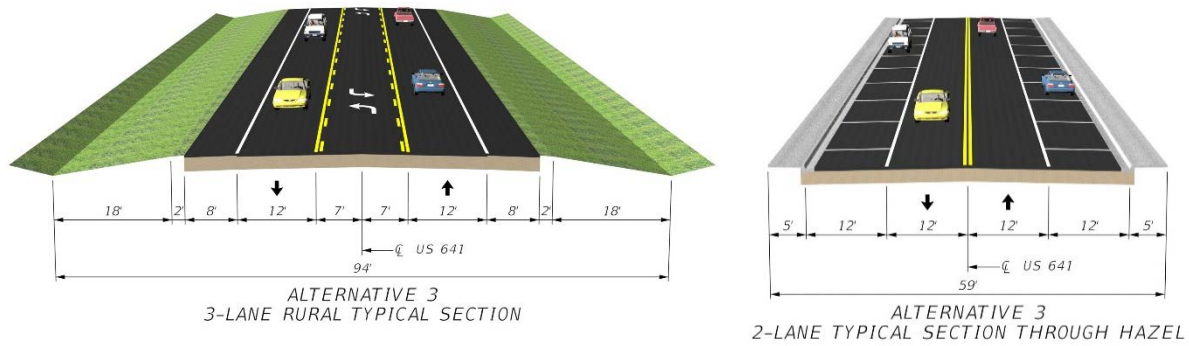 18' 2' 8' 12' 7' 7' 12' 8' 2' 18'
℄ US 641
94'
ALTERNATIVE 3
3-LANE RURAL TYPICAL SECTION
5' 12' 12' 12' 12' 5'
℄ US 641
59'
ALTERNATIVE 3
2-LANE TYPICAL SECTION THROUGH HAZEL